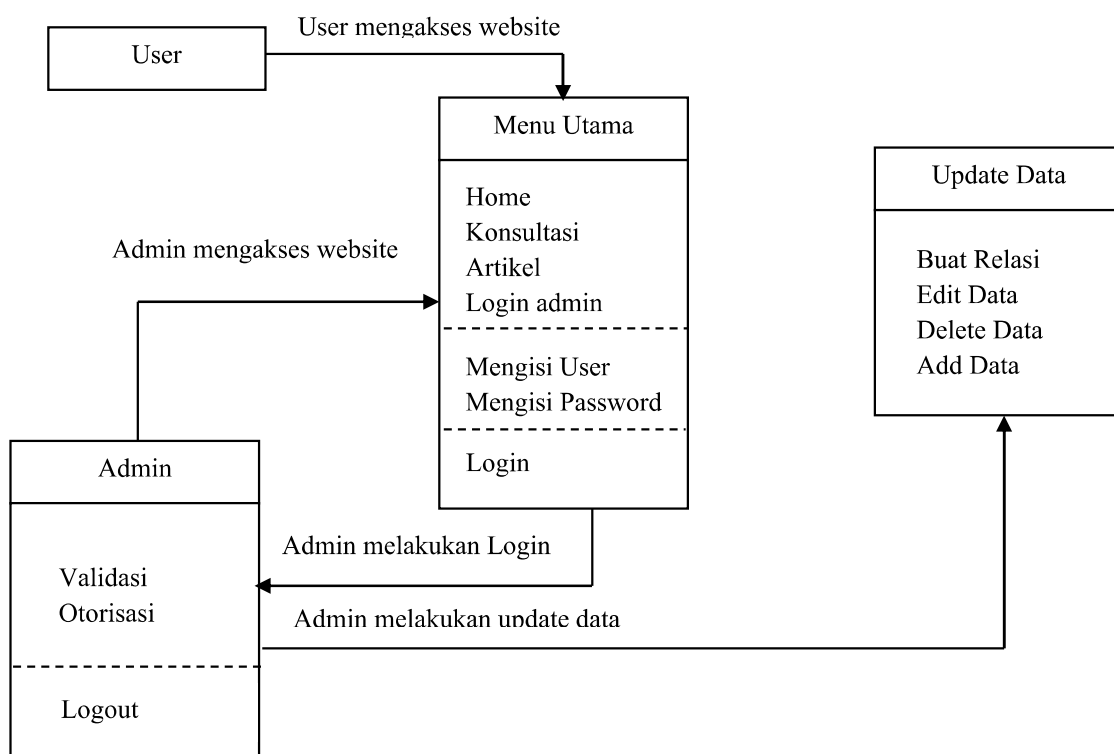 User mengakses website
User
Menu Utama
Home
Konsultasi
Artikel
Login admin
Mengisi User
Mengisi Password
Login
Update Data
Buat Relasi
Edit Data
Delete Data
Add Data
Admin mengakses website
Admin
Validasi
Otorisasi
Logout
Admin melakukan Login
Admin melakukan update data